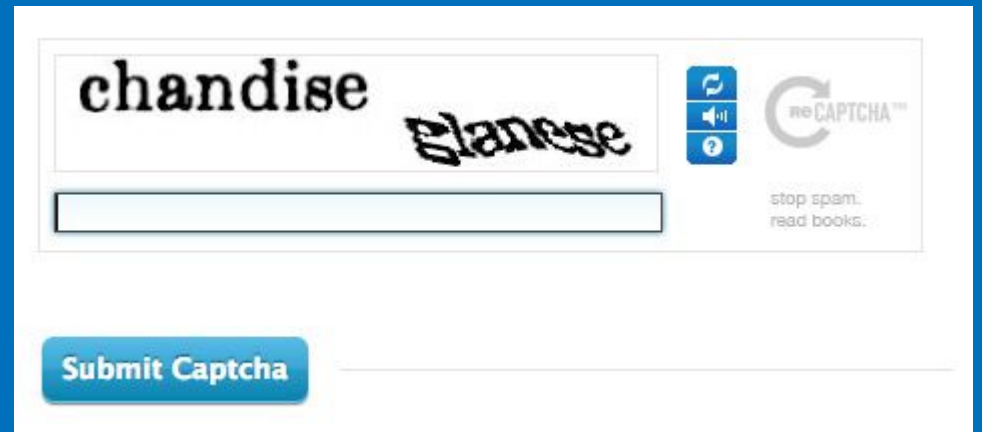 chandise
glanese
reCAPTCHA™
stop spam.
read books.
Submit Captcha